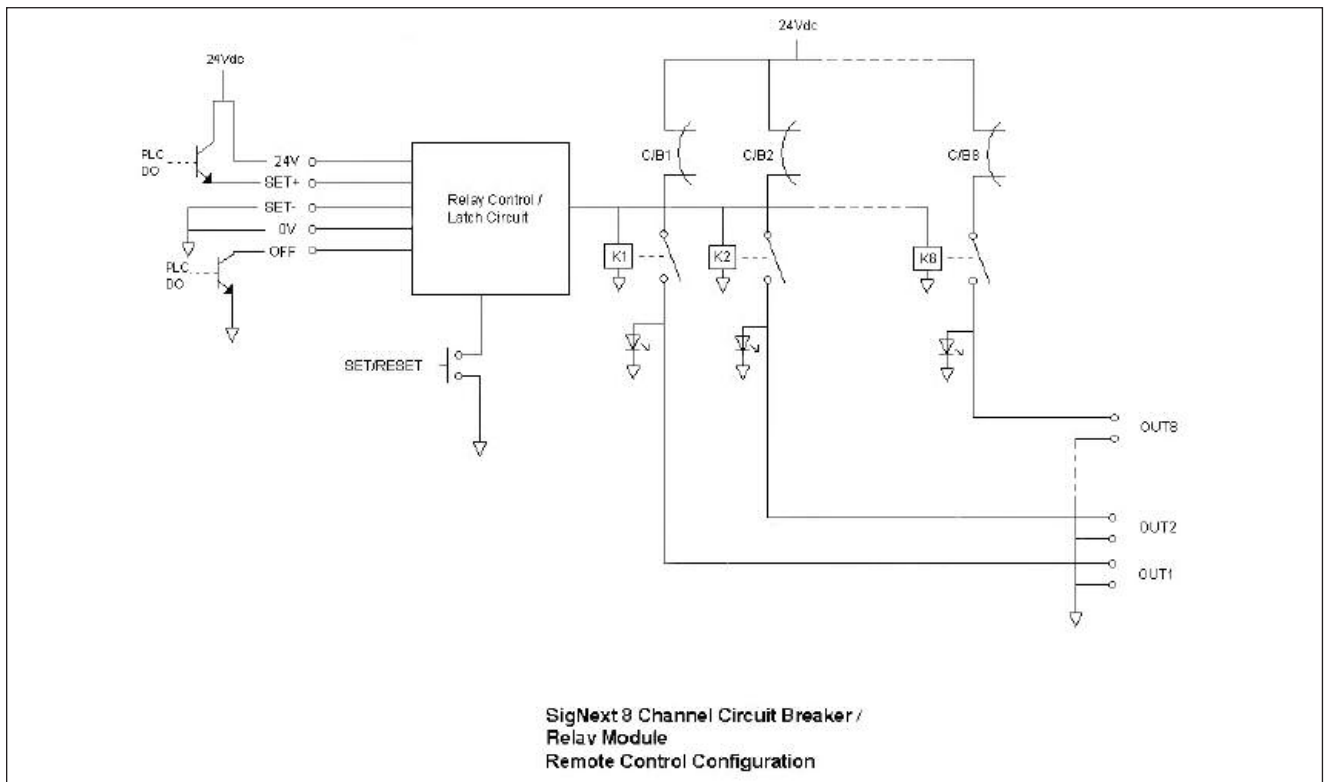 24Vdc
24Vdc
PLC
DO
24V
SET+
SET-
0V
OFF
PLC
DO
Relay Control /
Latch Circuit
SET/RESET
C/B1
C/B2
C/B8
K1
K2
K8
OUT8
OUT2
OUT1
SigNext 8 Channel Circuit Breaker /
Relay Module
Remote Control Configuration